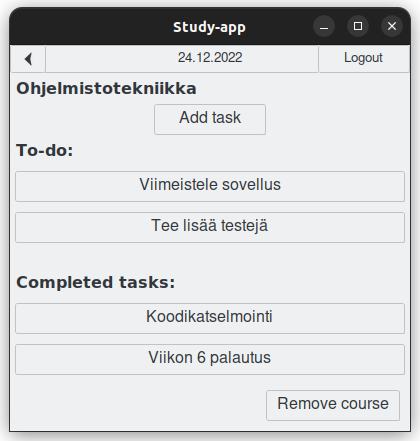 Study-app
24.12.2022
Logout
Ohjelmistotekniikka
Add task
To-do:
Viimeistele sovellus
Tee lisää testejä
Completed tasks:
Koodikatselmointi
Viikon 6 palautus
Remove course